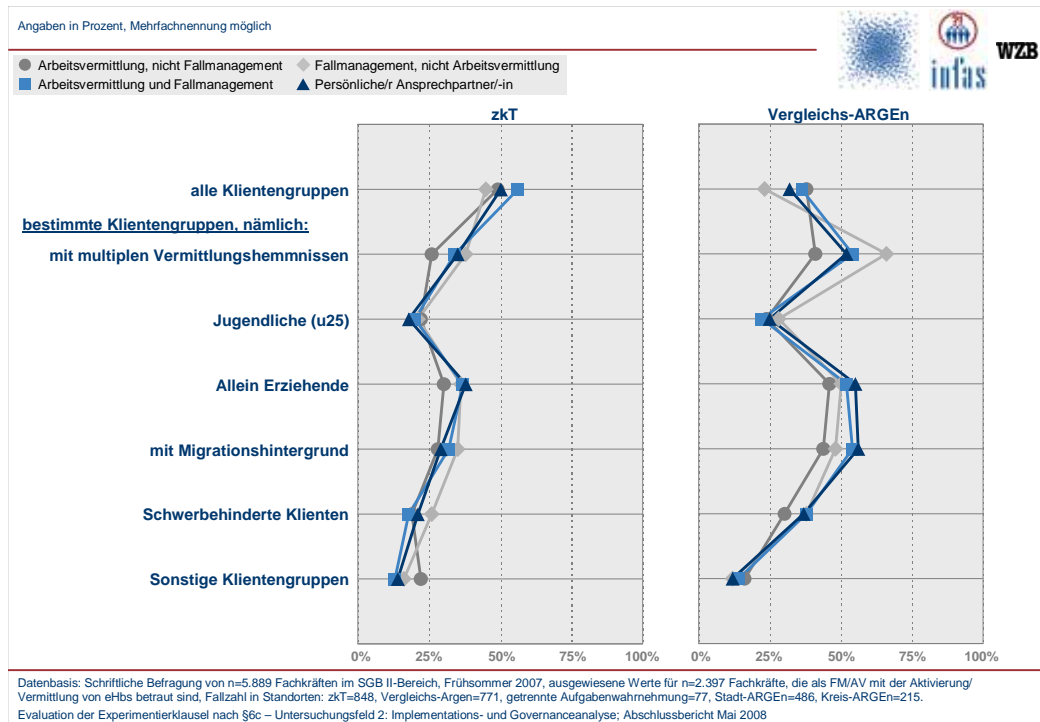 Angaben in Prozent, Mehrfachnennung möglich
infas
WZB
Arbeitsvermittlung, nicht Fallmanagement
Fallmanagement, nicht Arbeitsvermittlung
Arbeitsvermittlung und Fallmanagement
Persönliche/r Ansprechpartner/-in
zkT
Vergleichs-ARGEn
alle Klientengruppen
bestimmte Klientengruppen, nämlich:
mit multiplen Vermittlungshemmnissen
Jugendliche (u25)
Allein Erziehende
mit Migrationshintergrund
Schwerbehinderte Klienten
Sonstige Klientengruppen
0% 25% 50% 75% 100%
0% 25% 50% 75% 100%
Datenbasis: Schriftliche Befragung von n=5.889 Fachkräften im SGB II-Bereich, Frühsommer 2007, ausgewiesene Werte für n=2.397 Fachkräfte, die als FM/AV mit der Aktivierung/
Vermittlung von eHbs betraut sind, Fallzahl in Standorten: zkT=848, Vergleichs-Argen=771, getrennte Aufgabenwahrnehmung=77, Stadt-ARGEn=486, Kreis-ARGEn=215.
Evaluation der Experimentierklausel nach §6c – Untersuchungsfeld 2: Implementations- und Governanceanalyse; Abschlussbericht Mai 2008